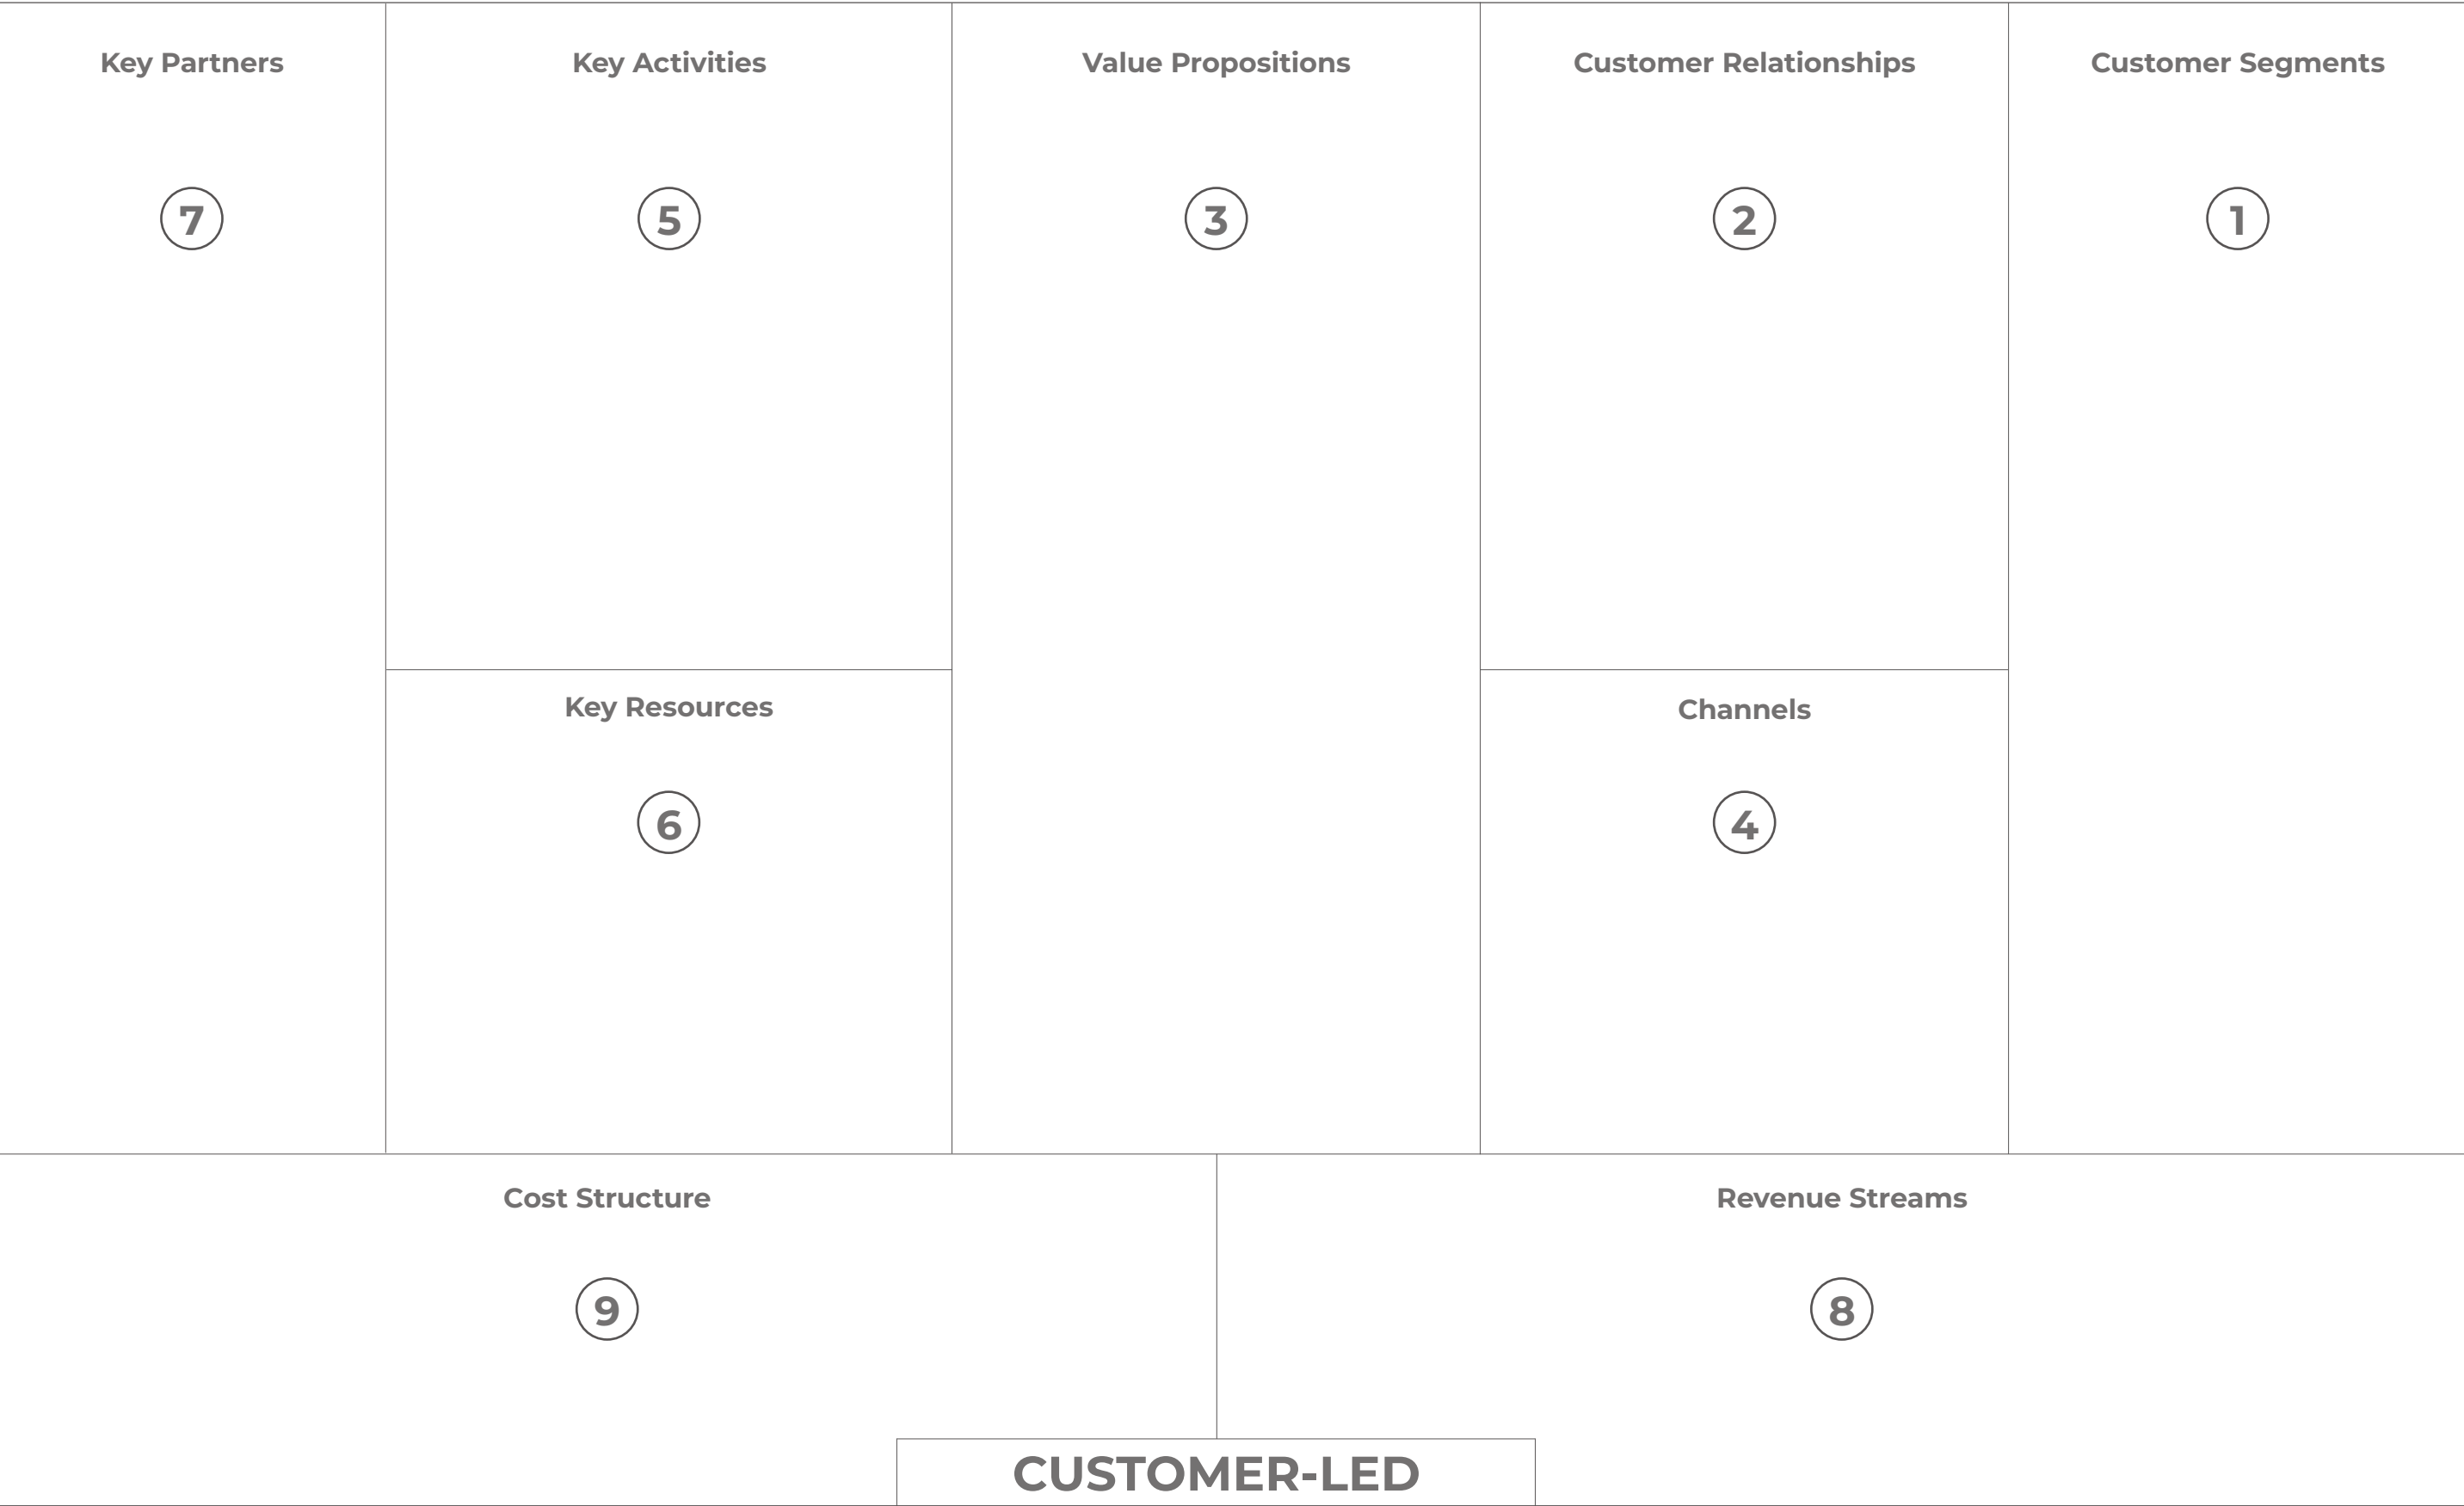 Key Partners
7
Key Activities
5
Key Resources
6
Value Propositions
3
Customer Relationships
2
Channels
4
Customer Segments
1
Cost Structure
9
Revenue Streams
8
CUSTOMER-LED